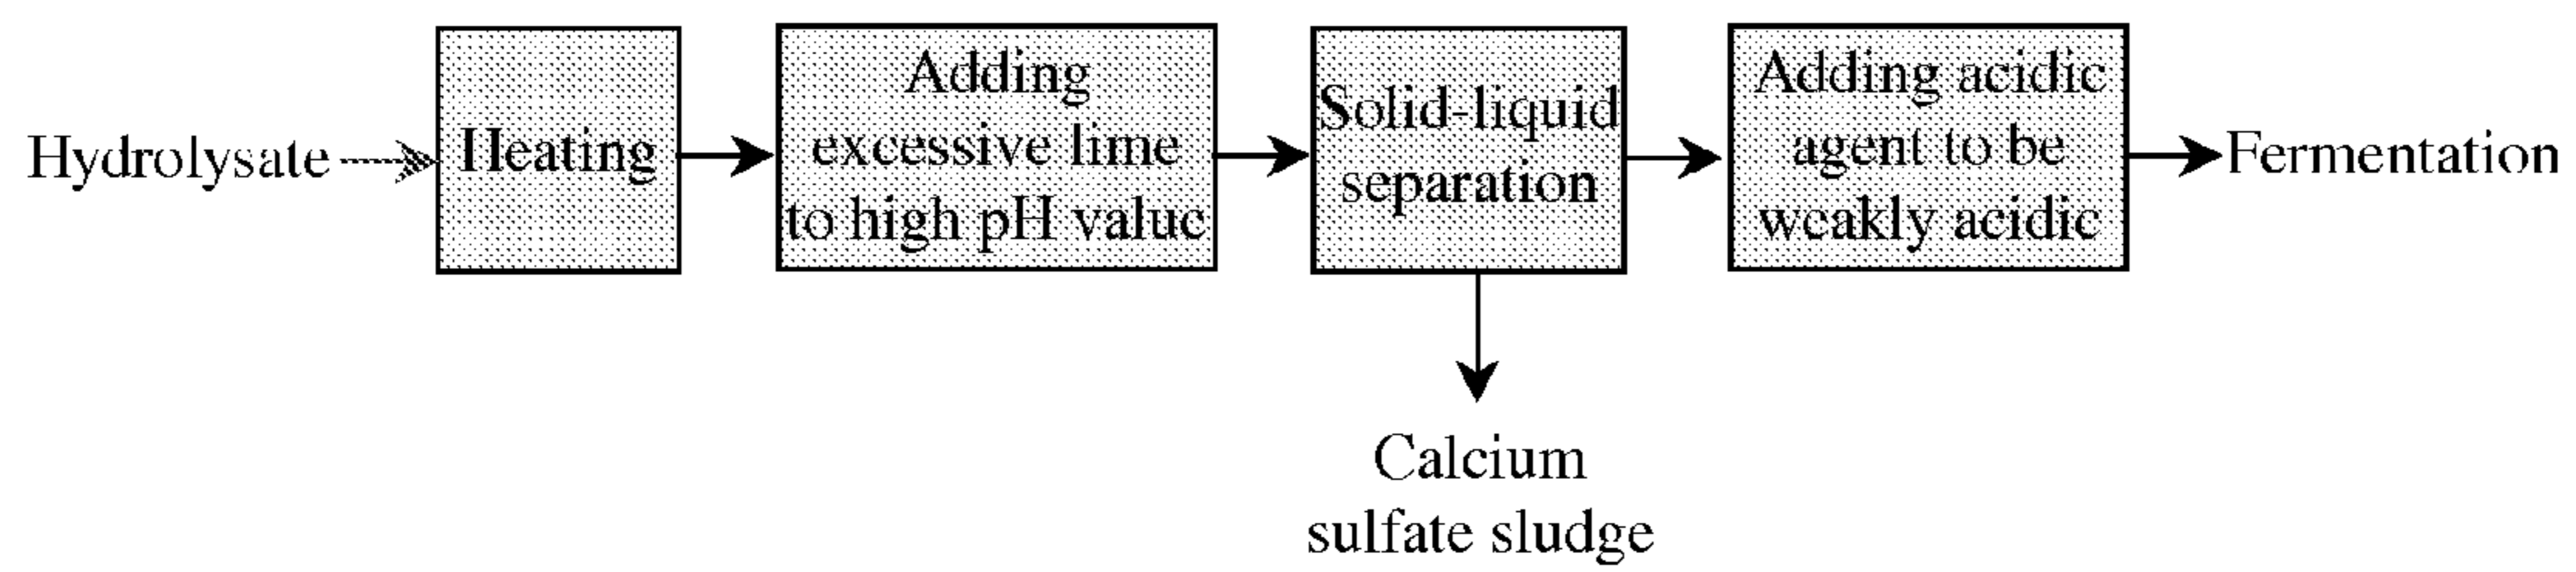 Hydrolysate
Heating
Adding
excessive lime
to high pH value
Solid-liquid
separation
Adding acidic
agent to be
weakly acidic
Fermentation
Calcium
sulfate sludge